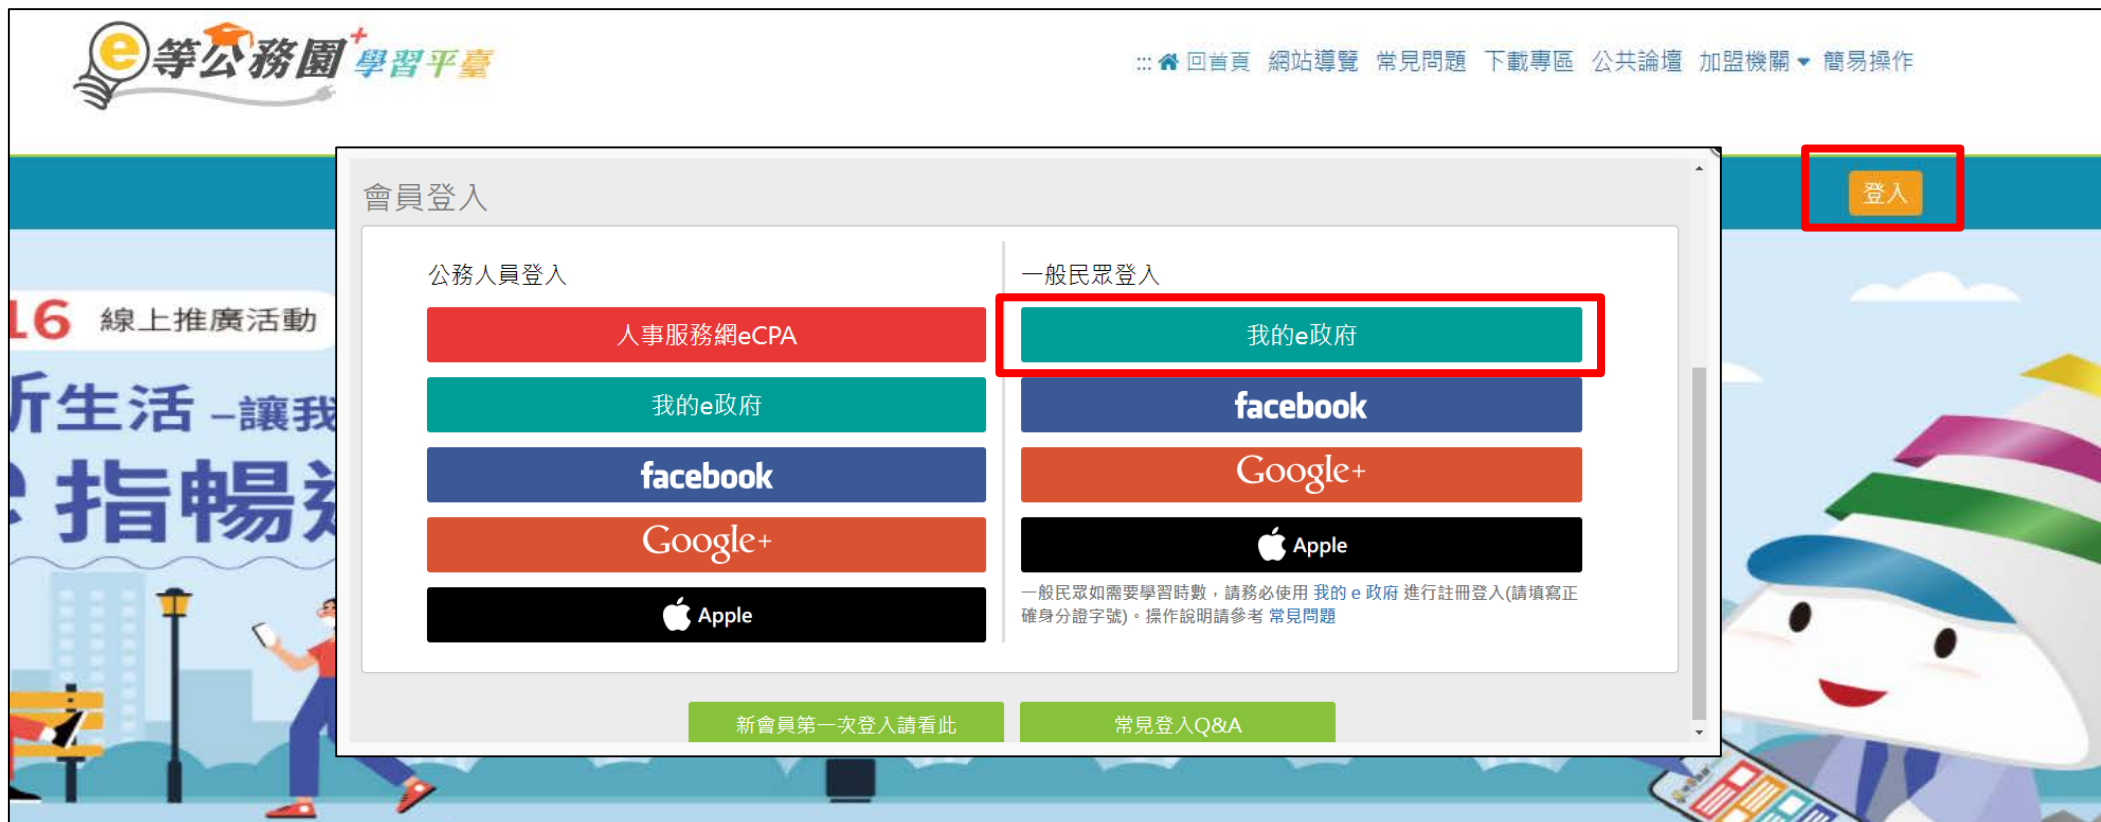 e等公務園+學習平臺
::: 回首頁 網站導覽 常見問題 下載專區 公共論壇 加盟機關 簡易操作
登入
會員登入
公務人員登入
人事服務網eCPA
我的e政府
facebook
Google+
Apple
一般民眾登入
我的e政府
facebook
Google+
Apple
一般民眾如需要學習時數，請務必使用 我的 e 政府 進行註冊登入(請填寫正
確身分證字號)。操作說明請參考 常見問題
新會員第一次登入請看此
常見登入Q&A
16 線上推廣活動
生活–讓我
指暢